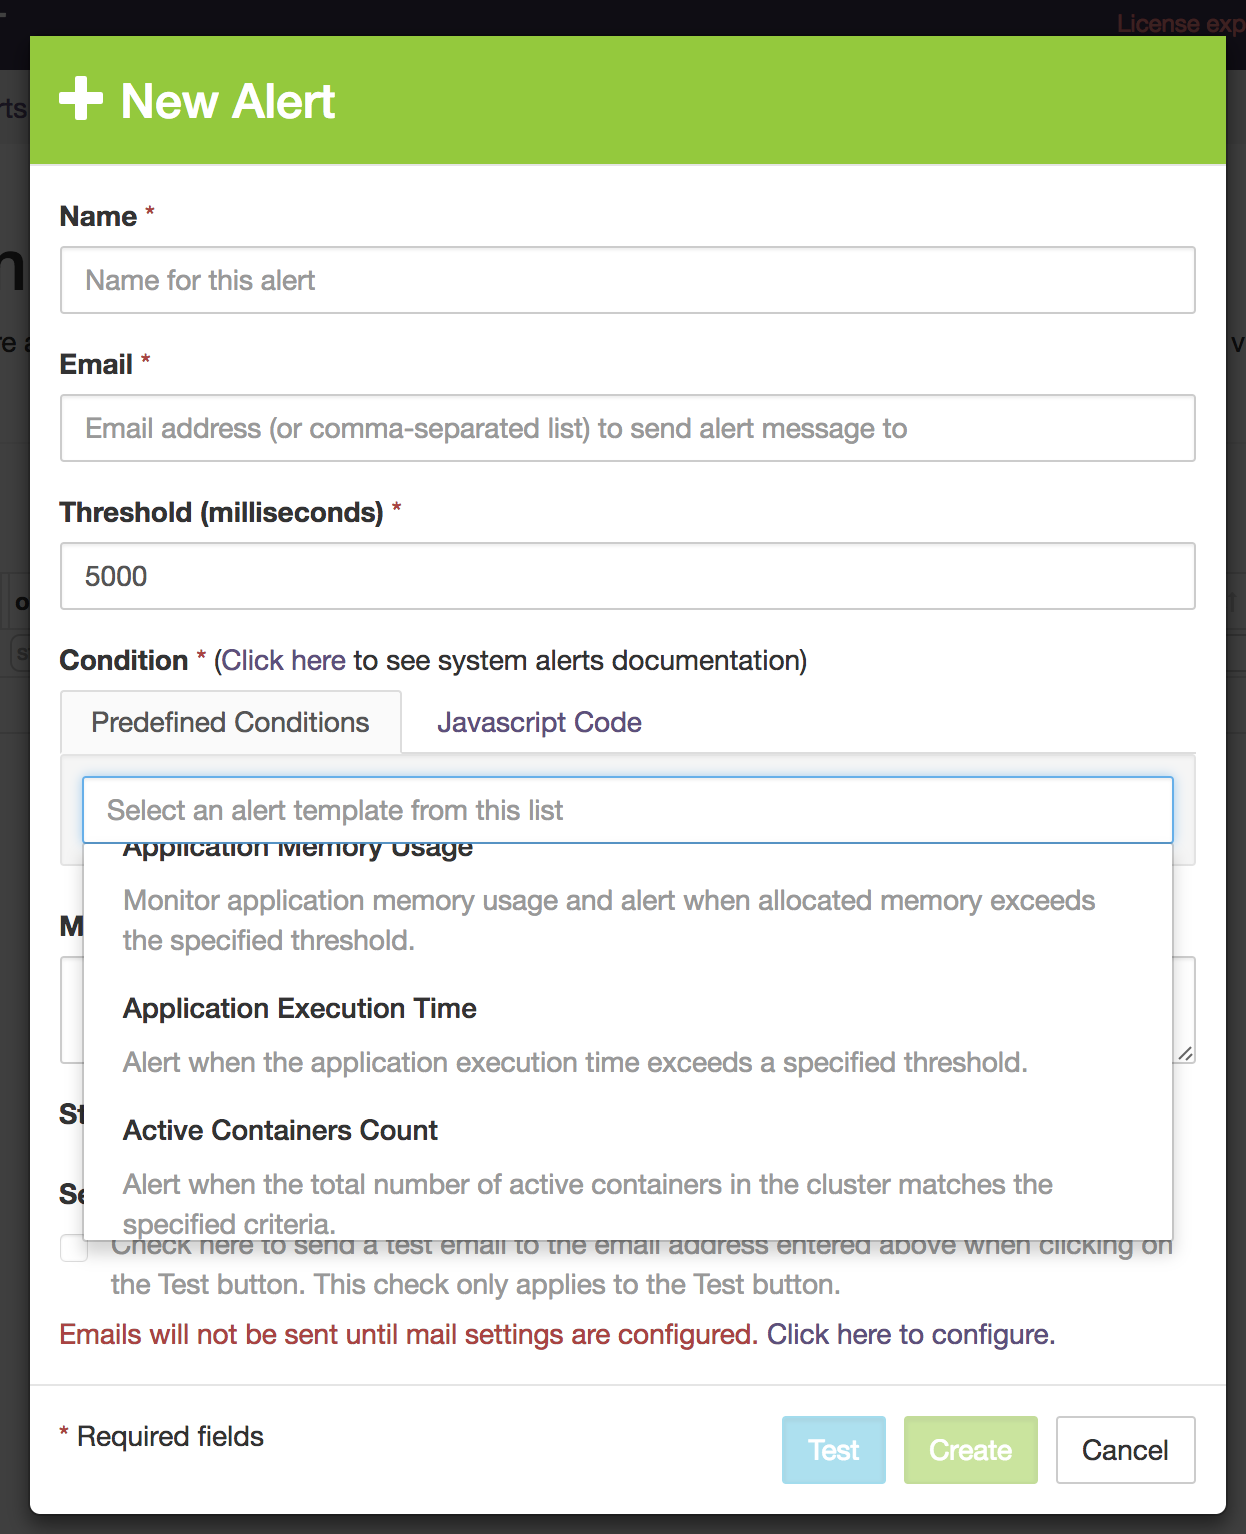 License exp
rts
New Alert
Name *
Name for this alert
re a
Email *
Email address (or comma-separated list) to send alert message to
Threshold (milliseconds) *
5000
Condition * (Click here to see system alerts documentation)
Predefined Conditions Javascript Code
Select an alert template from this list
Application Memory Usage
Monitor application memory usage and alert when allocated memory exceeds
the specified threshold.
Application Execution Time
Alert when the application execution time exceeds a specified threshold.
Active Containers Count
Alert when the total number of active containers in the cluster matches the
specified criteria.
Check here to send a test email to the email address entered above when clicking on
the Test button. This check only applies to the Test button.
Emails will not be sent until mail settings are configured. Click here to configure.
* Required fields
Test Create Cancel